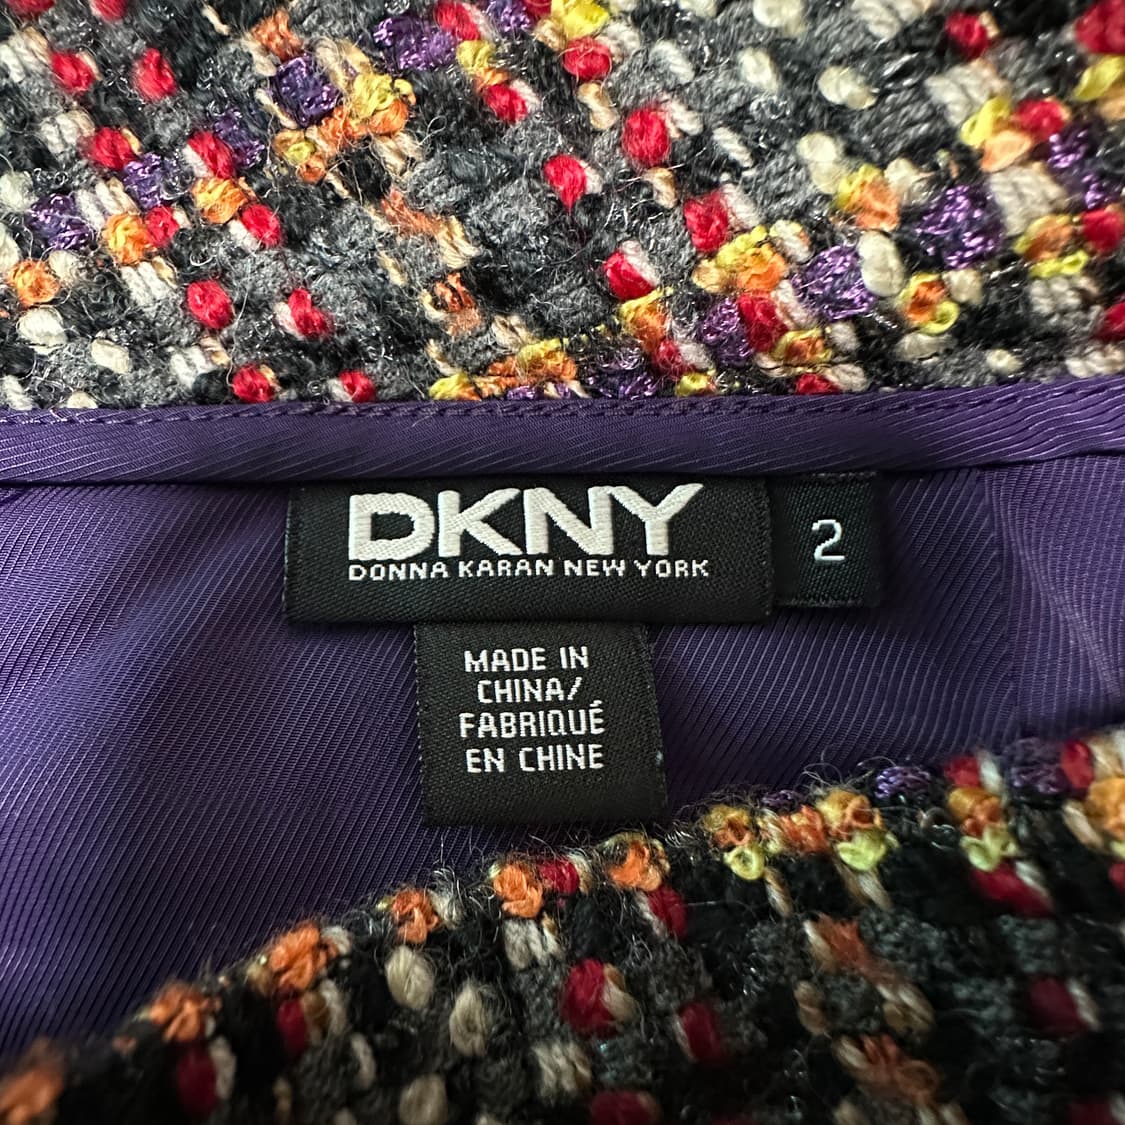 DKNY
DONNA KARAN NEW YORK
2
MADE IN
CHINA/
FABRIQUÉ
EN CHINE